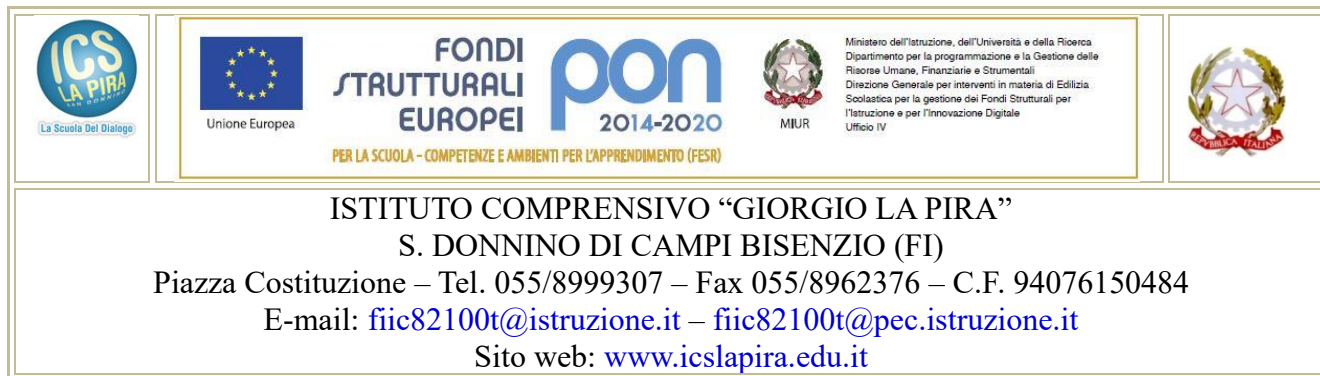 ICS
LA PIRA
SAN DONNINO
La Scuola Del Dialogo
Unione Europea
FONDI
STRUTTURALI
EUROPEI
pon
2014-2020
PER LA SCUOLA - COMPETENZE E AMBIENTI PER L'APPRENDIMENTO (FESR)
MIUR
Ministero dell'Istruzione, dell'Università e della Ricerca
Dipartimento per la programmazione e la Gestione delle
Risorse Umane, Finanziarie e Strumentali
Direzione Generale per interventi in materia di Edilizia
Scolastica per la gestione dei Fondi Strutturali per
l'Istruzione e per l'Innovazione Digitale
Ufficio IV
REPVBBLICA ITALIANA
ISTITUTO COMPRENSIVO “GIORGIO LA PIRA”
S. DONNINO DI CAMPI BISENZIO (FI)
Piazza Costituzione – Tel. 055/8999307 – Fax 055/8962376 – C.F. 94076150484
E-mail: fiic82100t@istruzione.it – fiic82100t@pec.istruzione.it
Sito web: www.icslapira.edu.it